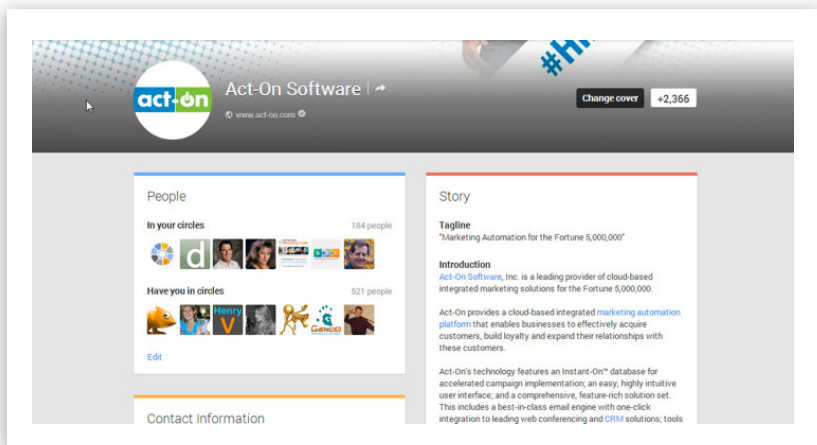 #HI
act-on
Act-On Software
www.act-on.com
Change cover
+2,366
People
In your circles
184 people
d
Have you in circles
521 people
Henry
V
GENOO
Edit
Contact Information
Story
Tagline
"Marketing Automation for the Fortune 5,000,000"
Introduction
Act-On Software, Inc. is a leading provider of cloud-based
integrated marketing solutions for the Fortune 5,000,000.
Act-On provides a cloud-based integrated marketing automation
platform that enables businesses to effectively acquire
customers, build loyalty and expand their relationships with
these customers.
Act-On's technology features an Instant-On™ database for
accelerated campaign implementation; an easy, highly intuitive
user interface; and a comprehensive, feature-rich solution set.
This includes a best-in-class email engine with one-click
integration to leading web conferencing and CRM solutions; tools